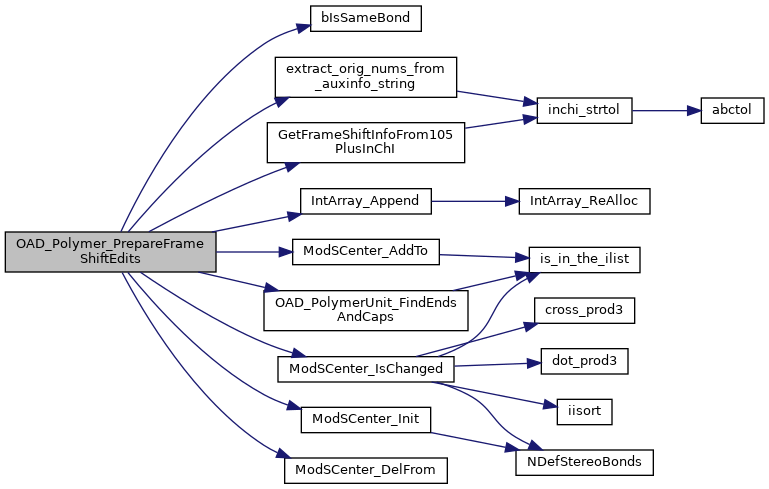 OAD_Polymer_PrepareFrame
ShiftEdits
bIsSameBond
extract_orig_nums_from
_auxinfo_string
GetFrameShiftInfoFrom105
PlusInChI
inchi_strtol
abctol
IntArray_Append
IntArray_ReAlloc
ModSCenter_AddTo
OAD_PolymerUnit_FindEnds
AndCaps
is_in_the_ilist
ModSCenter_IsChanged
cross_prod3
dot_prod3
iisort
ModSCenter_Init
NDefStereoBonds
ModSCenter_DelFrom